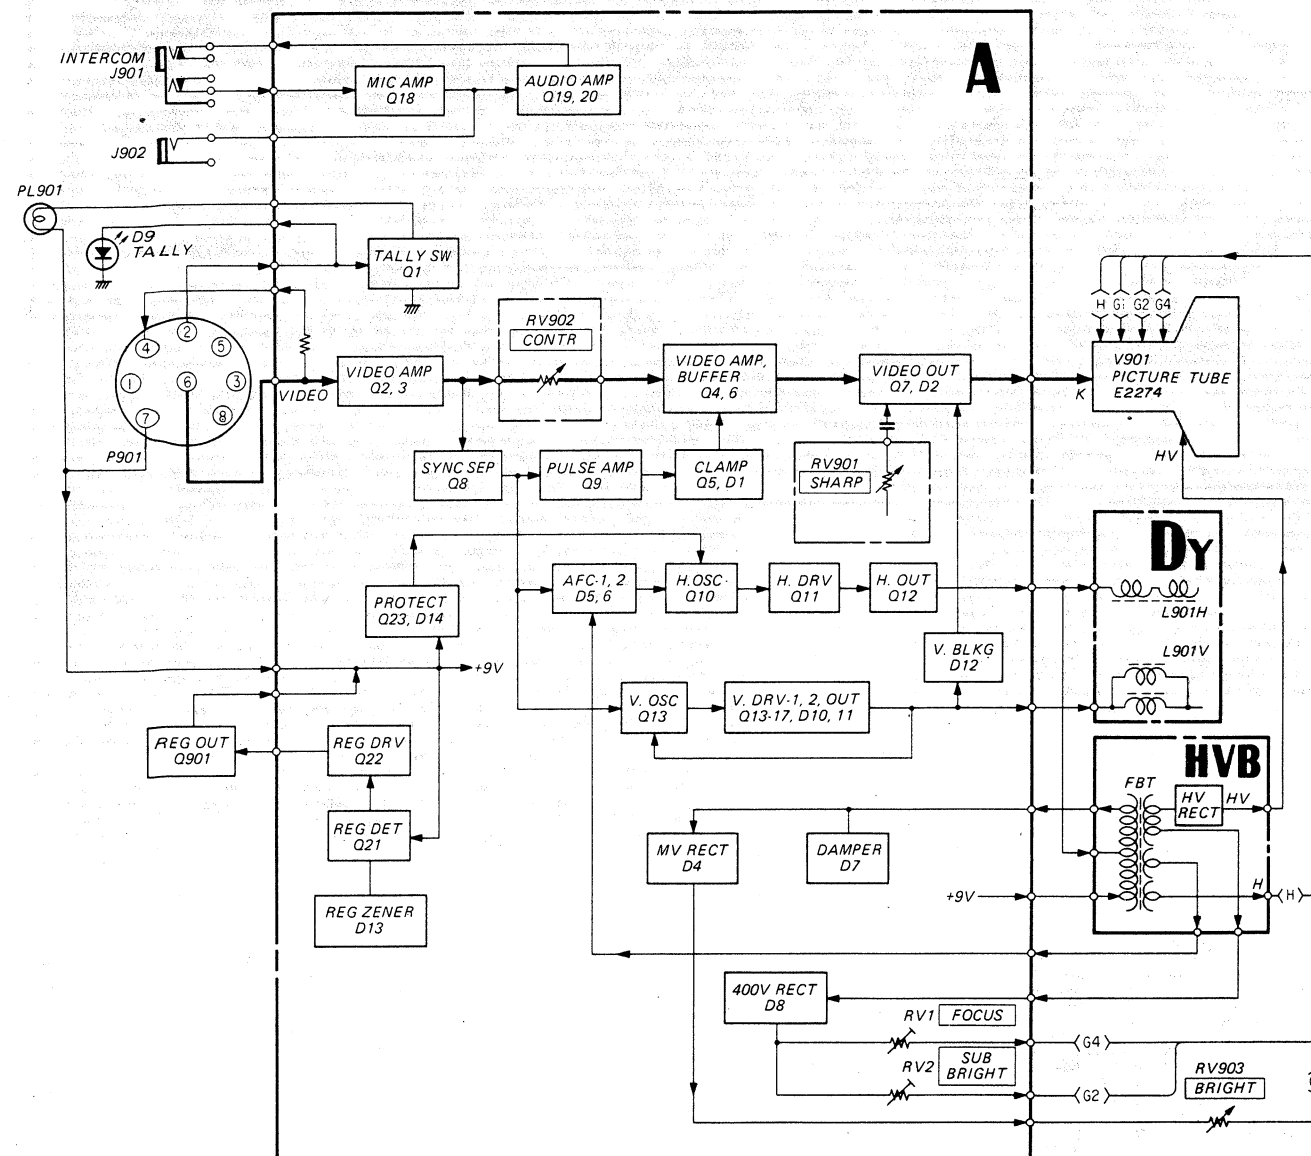 A
INTERCOM
J901
MIC AMP
Q18
AUDIO AMP
Q19, 20
J902
PL901
D9
TALLY
TALLY SW
Q1
2
4
5
1
6
3
7
8
P901
VIDEO
VIDEO AMP
Q2, 3
RV902
CONTR
VIDEO AMP,
BUFFER
Q4, 6
VIDEO OUT
Q7, D2
K
H G1 G2 G4
V901
PICTURE TUBE
E2274
HV
SYNC SEP
Q8
PULSE AMP
Q9
CLAMP
Q5, D1
RV901
SHARP
DY
L901H
L901V
PROTECT
Q23, D14
AFC-1, 2
D5, 6
H.OSC
Q10
H. DRV
Q11
H. OUT
Q12
V. BLKG
D12
+9V
V. OSC
Q13
V. DRV-1, 2, OUT
Q13-17, D10, 11
REG OUT
Q901
REG DRV
Q22
REG DET
Q21
REG ZENER
D13
HVB
FBT
HV
RECT
HV
H
H
MV RECT
D4
DAMPER
D7
+9V
400V RECT
D8
RV1 FOCUS
G4
RV2 SUB
BRIGHT
G2
RV903
BRIGHT